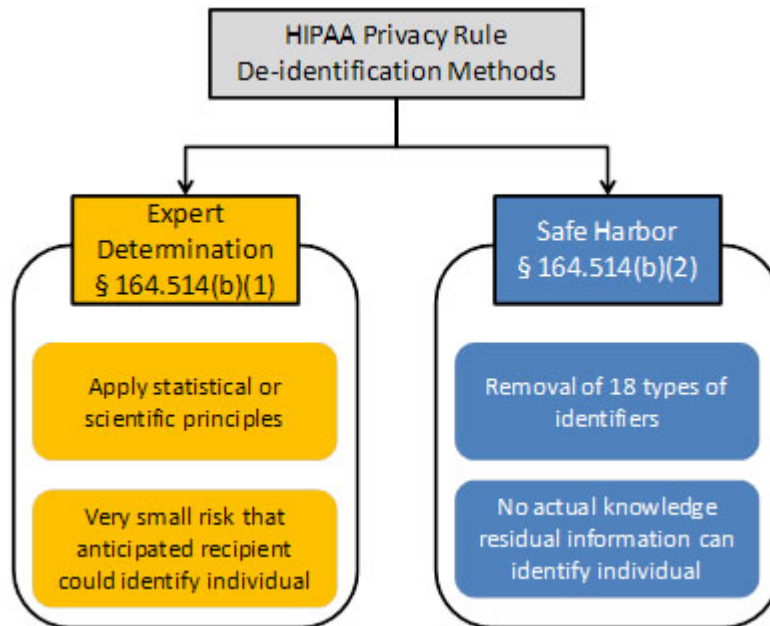 HIPAA Privacy Rule
De-identification Methods
Expert
Determination
§ 164.514(b)(1)
Apply statistical or
scientific principles
Very small risk that
anticipated recipient
could identify individual
Safe Harbor
§ 164.514(b)(2)
Removal of 18 types of
identifiers
No actual knowledge
residual information can
identify individual